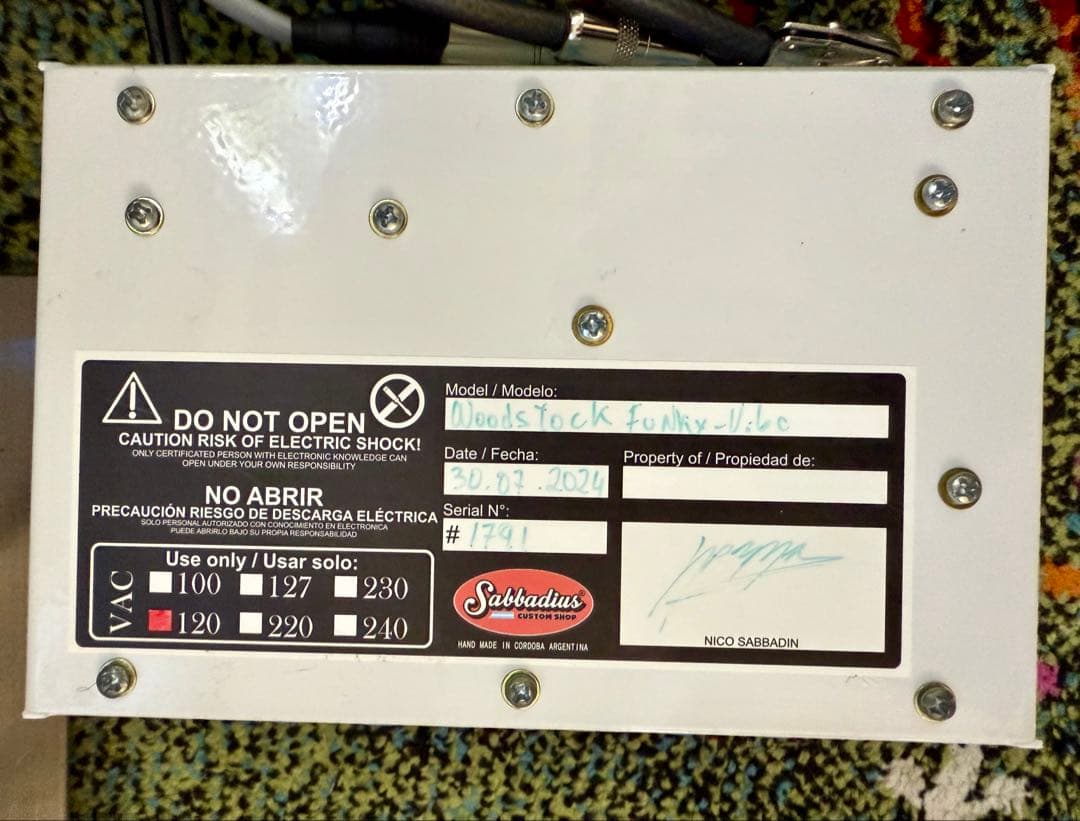 DO NOT OPEN
CAUTION RISK OF ELECTRIC SHOCK!
ONLY CERTIFICATED PERSON WITH ELECTRONIC KNOWLEDGE CAN
OPEN UNDER YOUR OWN RESPONSIBILITY
NO ABRIR
PRECAUCIÓN RIESGO DE DESCARGA ELÉCTRICA
SOLO PERSONAL AUTORIZADO CON CONOCIMIENTO EN ELECTRONICA
PUEDE ABRIRLO BAJO SU PROPIA RESPONSABILIDAD
Use only / Usar solo:
VAC
100 127 230
120 220 240
Model / Modelo:
Woodstock Funkix-Vibe
Date / Fecha:
30.07.2024
Property of / Propiedad de:
Serial N°:
# 1791
Sabbadius®
CUSTOM SHOP
HAND MADE IN CORDOBA ARGENTINA
NICO SABBADIN